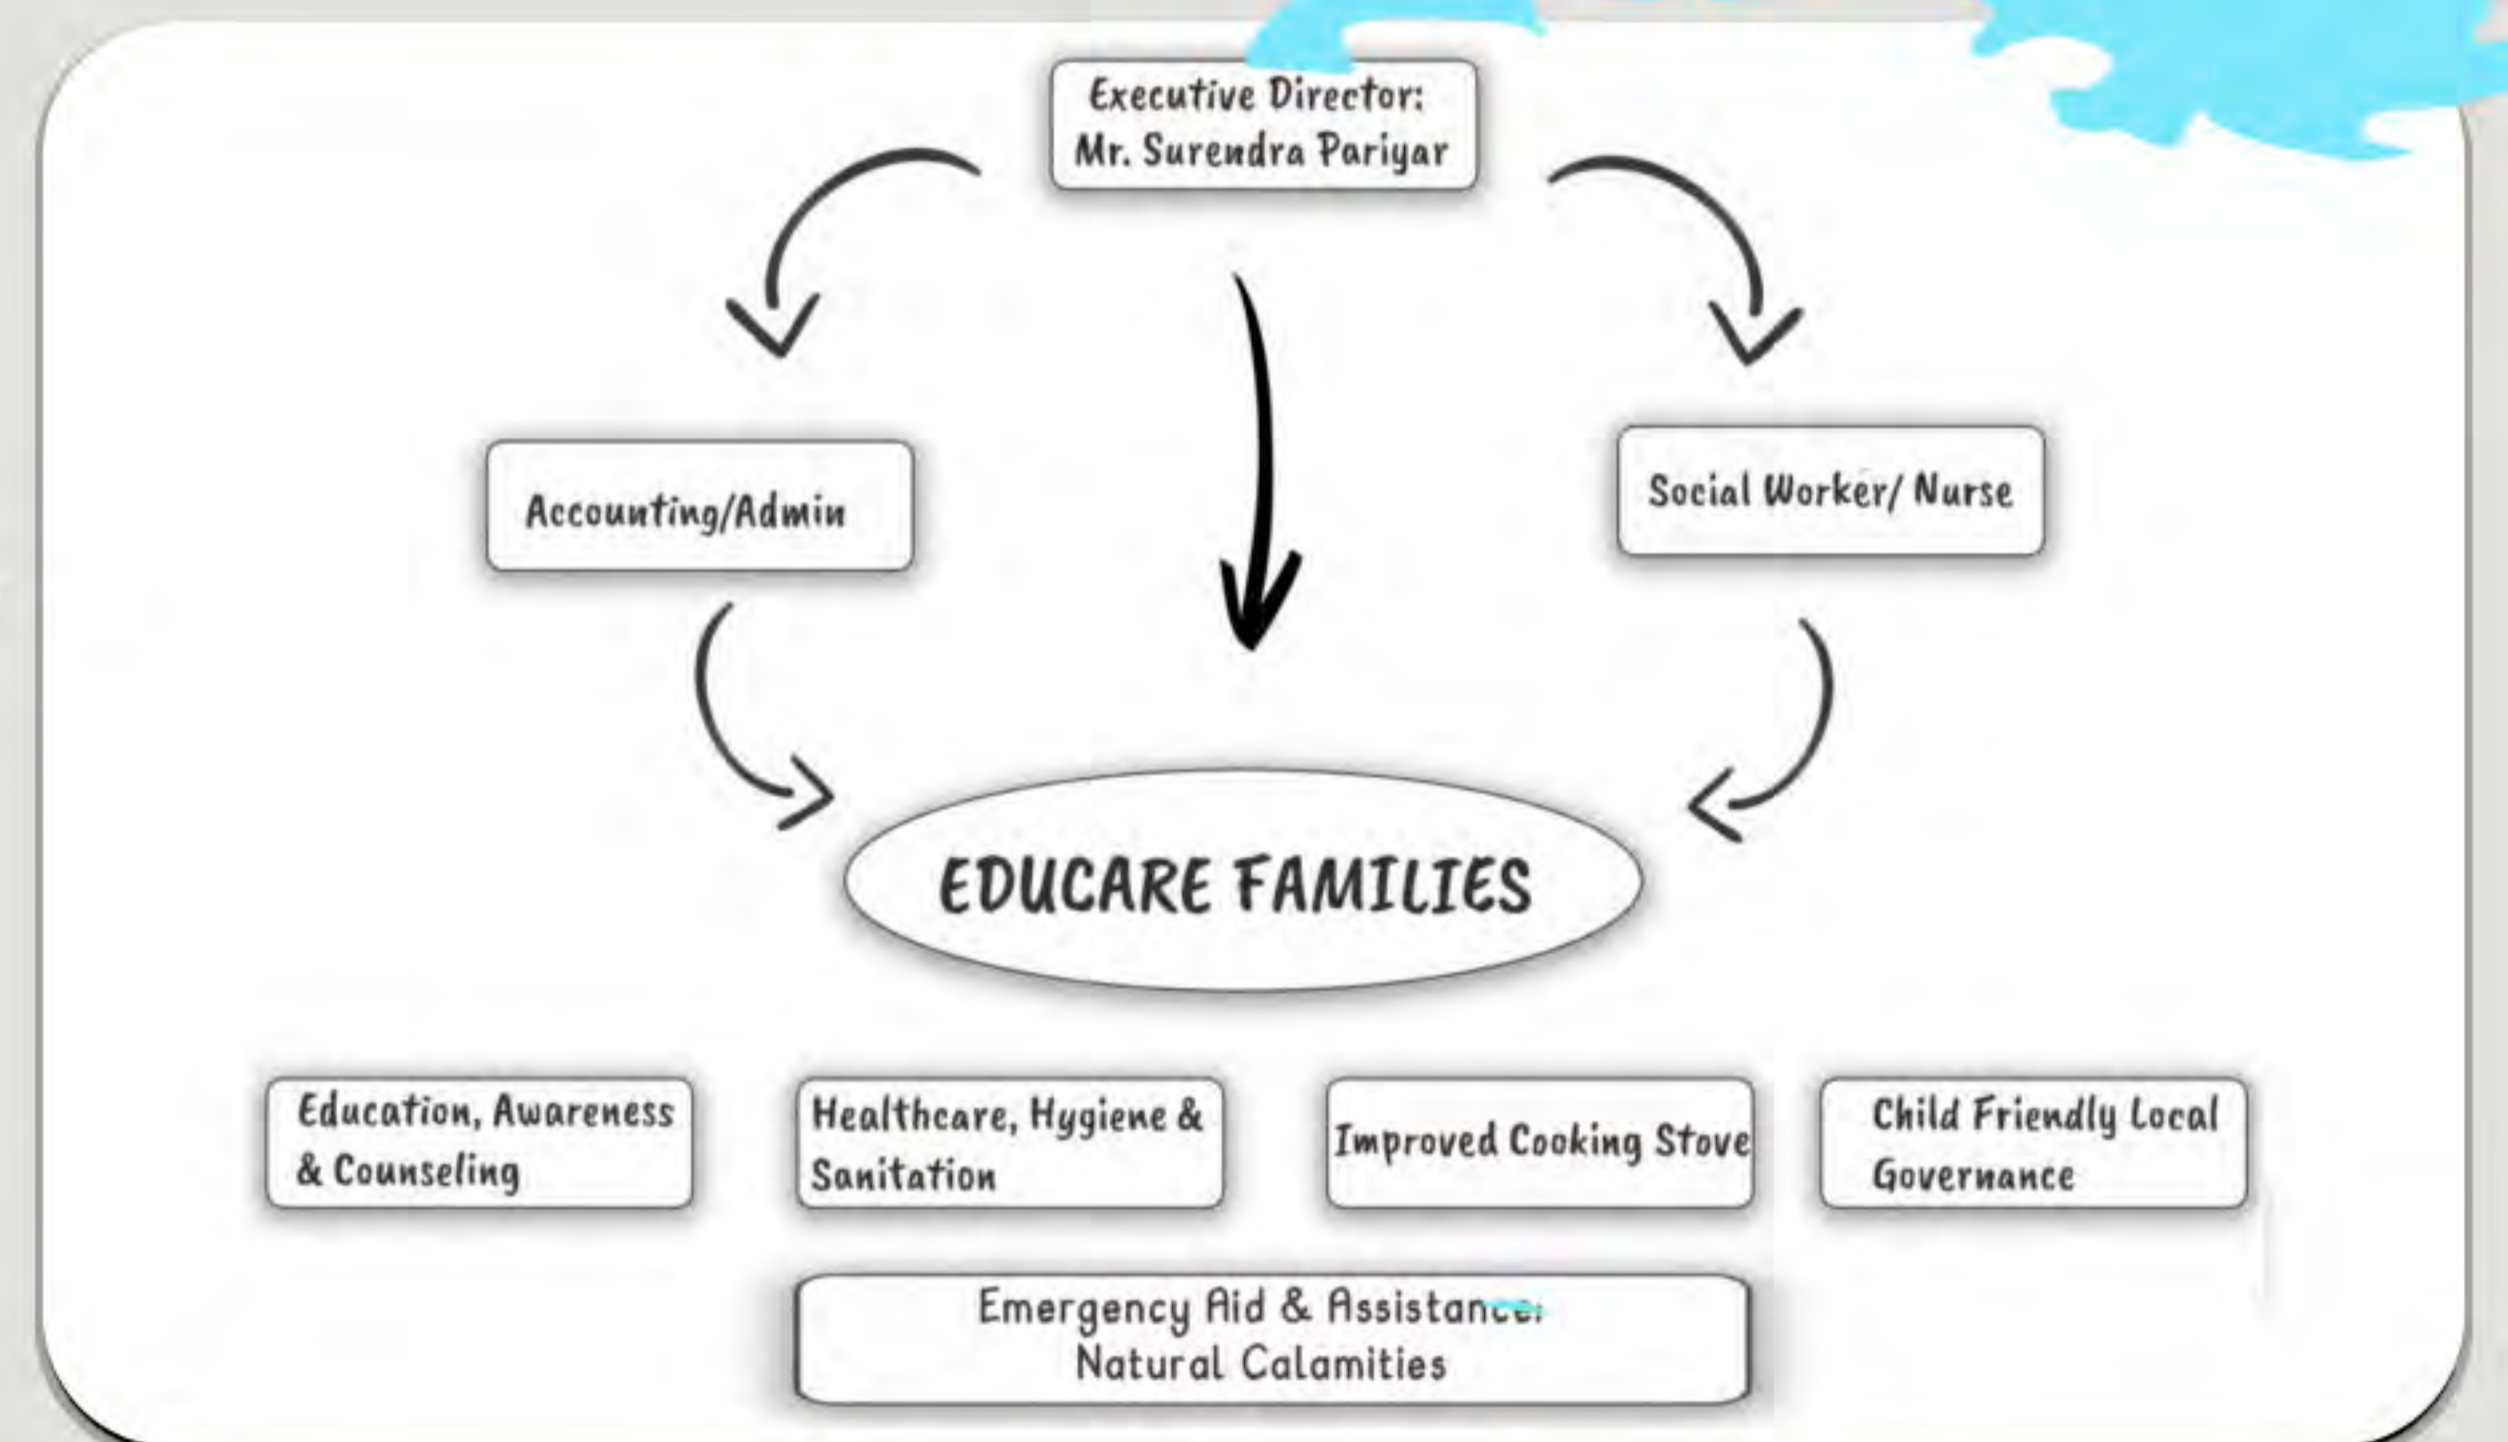 Executive Director:
Mr. Surendra Pariyar
Accounting/Admin
Social Worker/ Nurse
EDUCARE FAMILIES
Education, Awareness
& Counseling
Healthcare, Hygiene &
Sanitation
Improved Cooking Stove
Child Friendly Local
Governance
Emergency Aid & Assistance:
Natural Calamities